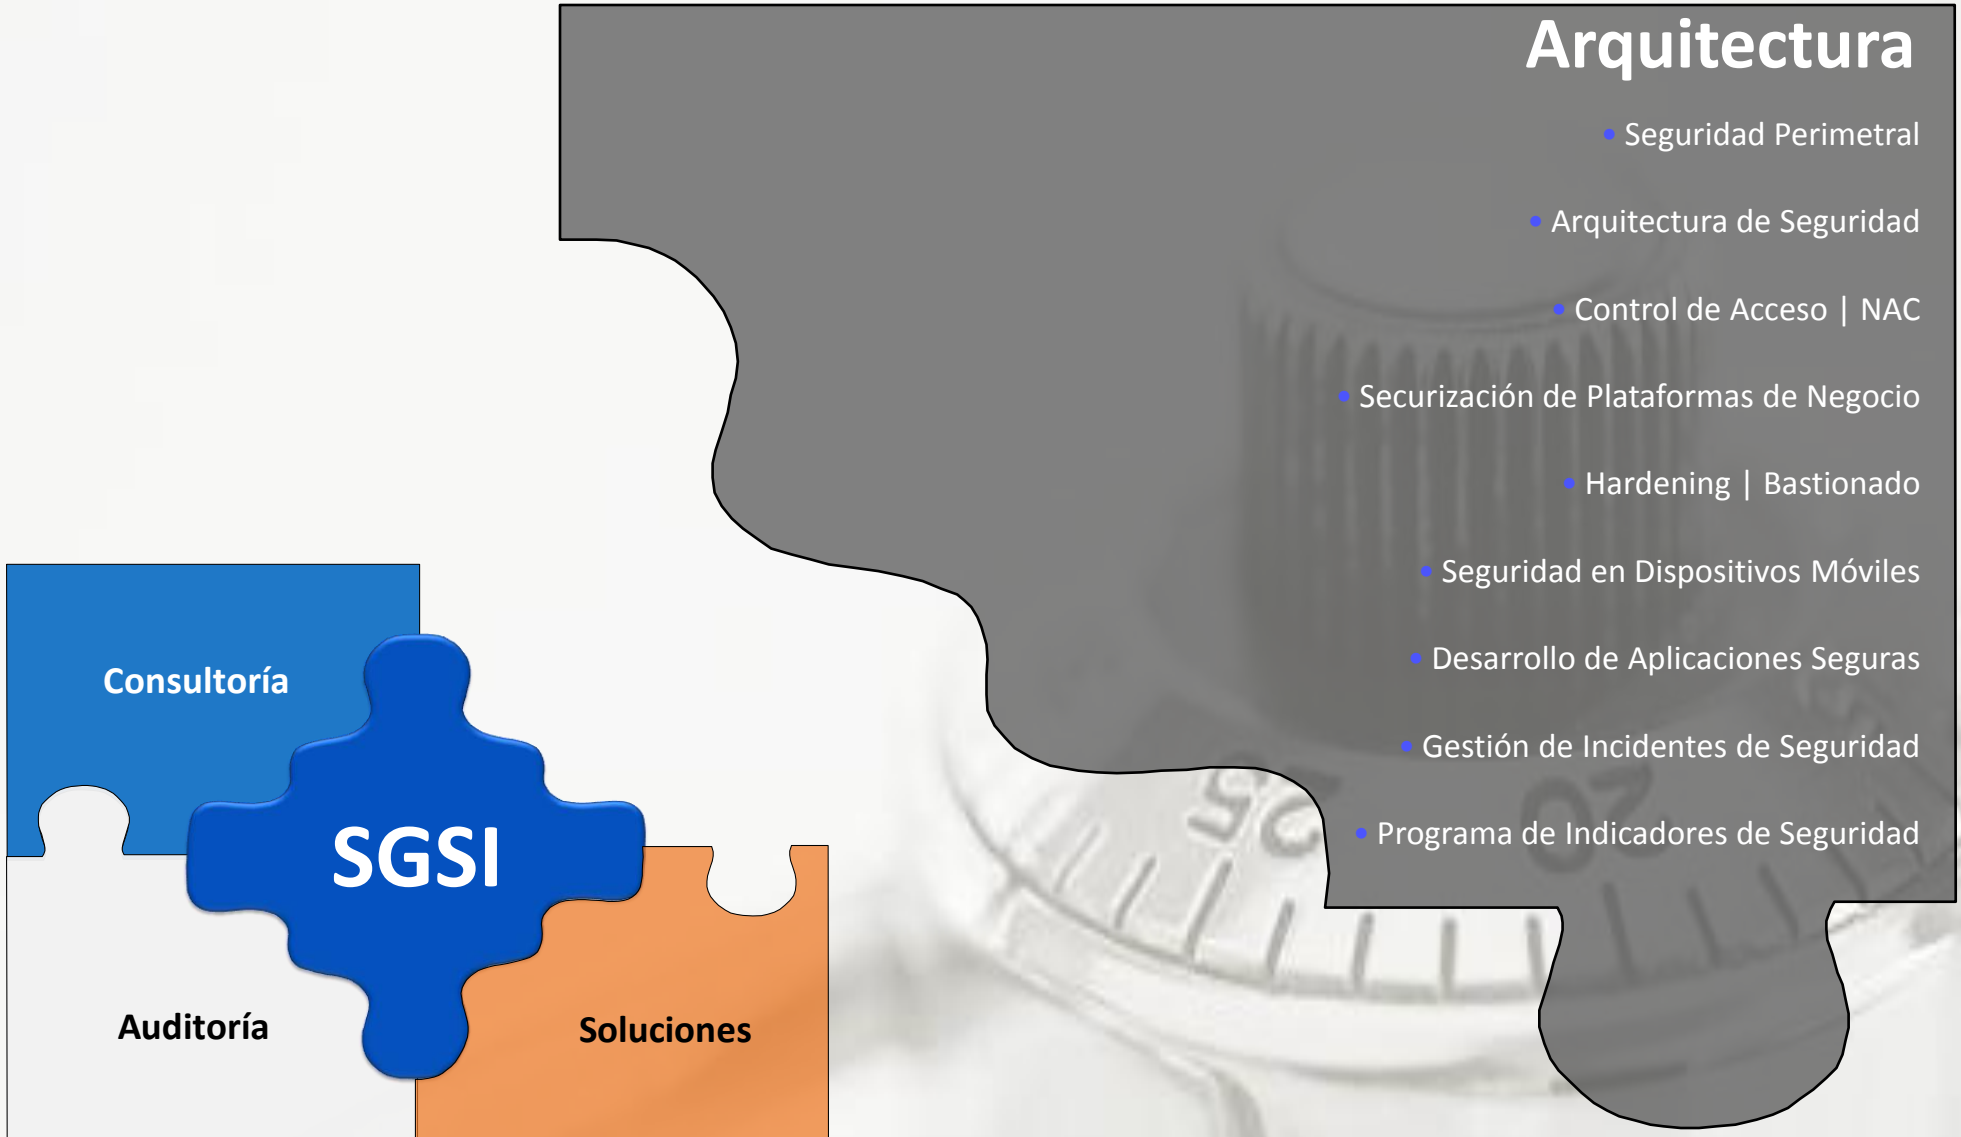 Arquitectura
• Seguridad Perimetral
• Arquitectura de Seguridad
• Control de Acceso | NAC
• Securización de Plataformas de Negocio
• Hardening | Bastionado
• Seguridad en Dispositivos Móviles
• Desarrollo de Aplicaciones Seguras
• Gestión de Incidentes de Seguridad
• Programa de Indicadores de Seguridad
Consultoría
SGSI
Auditoría
Soluciones
25
20